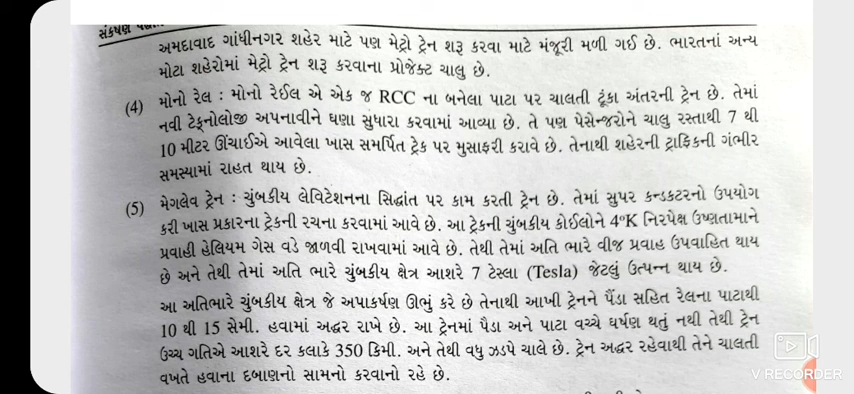 સંકર્ષણ
અમદાવાદ ગાંધીનગર શહેર માટે પણ મેટ્રો ટ્રેન શરૂ કરવા માટે મંજૂરી મળી ગઈ છે. ભારતનાં અન્ય
મોટા શહેરોમાં મેટ્રો ટ્રેન શરૂ કરવાના પ્રોજેક્ટ ચાલુ છે.
(4) મોનો રેલ : મોનો રેઈલ એ એક જ RCC ના બનેલા પાટા પર ચાલતી ટૂંકા અંતરની ટ્રેન છે. તેમાં
નવી ટેક્નોલોજી અપનાવીને ઘણા સુધારા કરવામાં આવ્યા છે. તે પણ પેસેન્જરોને ચાલુ રસ્તાથી 7 થી
10 મીટર ઊંચાઈએ આવેલા ખાસ સમર્પિત ટ્રેક પર મુસાફરી કરાવે છે. તેનાથી શહેરની ટ્રાફિકની ગંભીર
સમસ્યામાં રાહત થાય છે.
(5) મેગ્લેવ ટ્રેન : ચુંબકીય લેવિટેશનના સિદ્ધાંત પર કામ કરતી ટ્રેન છે. તેમાં સુપર કન્ડકટરનો ઉપયોગ
કરી ખાસ પ્રકારના ટ્રેકની રચના કરવામાં આવે છે. આ ટ્રેકની ચુંબકીય કોઈલોને 4°K નિરપેક્ષ ઉષ્ણતામાને
પ્રવાહી હેલિયમ ગેસ વડે જાળવી રાખવામાં આવે છે. તેથી તેમાં અતિ ભારે વીજ પ્રવાહ ઉપવાહિત થાય
છે અને તેથી તેમાં અતિ ભારે ચુંબકીય ક્ષેત્ર આશરે 7 ટેસ્લા (Tesla) જેટલું ઉત્પન્ન થાય છે.
આ અતિભારે ચુંબકીય ક્ષેત્ર જે અપાકર્ષણ ઊભું કરે છે તેનાથી આખી ટ્રેનને પૈંડા સહિત રેલના પાટાથી
10 થી 15 સેમી. હવામાં અદ્ધર રાખે છે. આ ટ્રેનમાં પૈડા અને પાટા વચ્ચે ઘર્ષણ થતું નથી તેથી ટ્રેન
ઉચ્ચ ગતિએ આશરે દર કલાકે 350 કિમી. અને તેથી વધુ ઝડપે ચાલે છે. ટ્રેન અદ્ધર રહેવાથી તેને ચાલતી
વખતે હવાના દબાણનો સામનો કરવાનો રહે છે.
V RECORDER